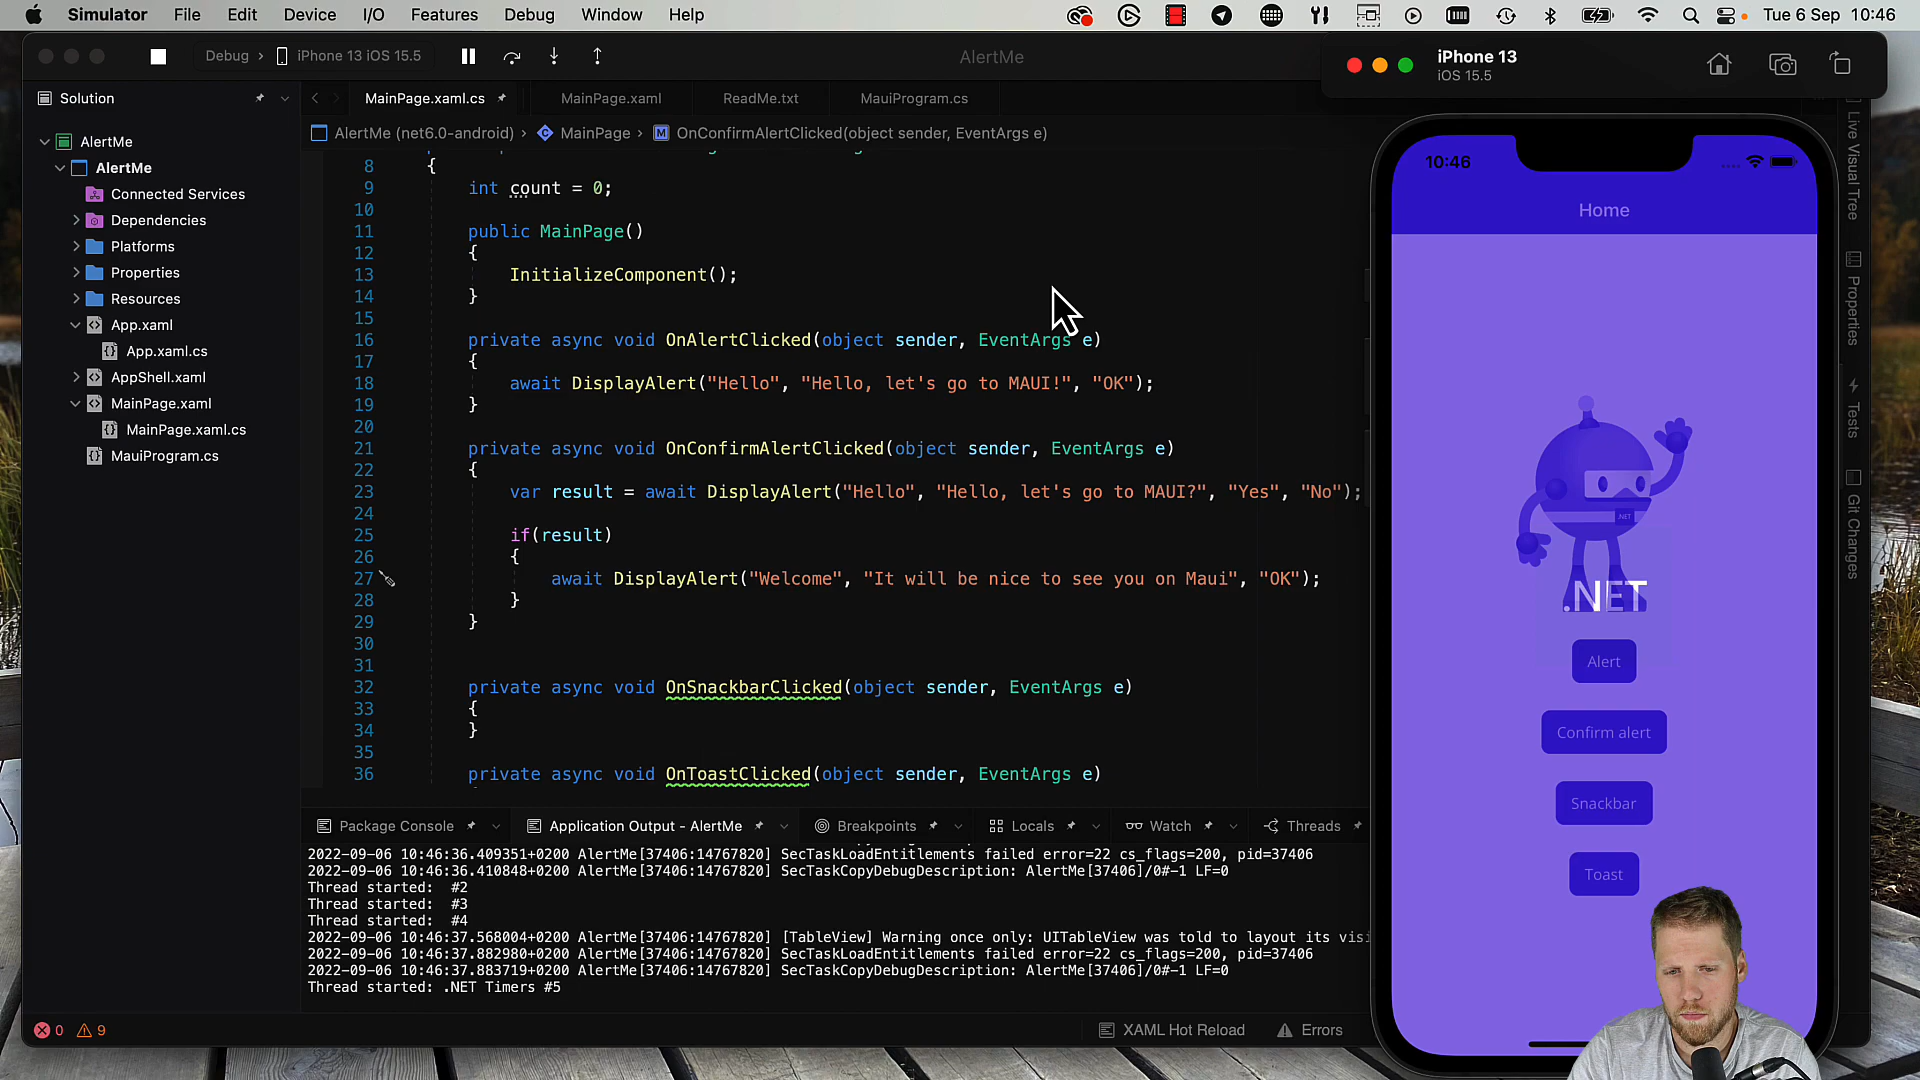 Simulator File Edit Device I/O Features Debug Window Help Tue 6 Sep 10:46
Debug › iPhone 13 iOS 15.5 AlertMe
iPhone 13
iOS 15.5
Solution
AlertMe
AlertMe
Connected Services
Dependencies
Platforms
Properties
Resources
App.xaml
App.xaml.cs
AppShell.xaml
MainPage.xaml
MainPage.xaml.cs
MauiProgram.cs
MainPage.xaml.cs MainPage.xaml ReadMe.txt MauiProgram.cs
AlertMe (net6.0-android) › MainPage › OnConfirmAlertClicked(object sender, EventArgs e)
8 {
9 int count = 0;
10
11 public MainPage()
12 {
13 InitializeComponent();
14 }
15
16 private async void OnAlertClicked(object sender, EventArgs e)
17 {
18 await DisplayAlert("Hello", "Hello, let's go to MAUI!", "OK");
19 }
20
21 private async void OnConfirmAlertClicked(object sender, EventArgs e)
22 {
23 var result = await DisplayAlert("Hello", "Hello, let's go to MAUI?", "Yes", "No");
24
25 if(result)
26 {
27 await DisplayAlert("Welcome", "It will be nice to see you on Maui", "OK");
28 }
29 }
30
31
32 private async void OnSnackbarClicked(object sender, EventArgs e)
33 {
34 }
35
36 private async void OnToastClicked(object sender, EventArgs e)
Package Console Application Output - AlertMe Breakpoints Locals Watch Threads
2022-09-06 10:46:36.409351+0200 AlertMe[37406:14767820] SecTaskLoadEntitlements failed error=22 cs_flags=200, pid=37406
2022-09-06 10:46:36.410848+0200 AlertMe[37406:14767820] SecTaskCopyDebugDescription: AlertMe[37406]/0#-1 LF=0
Thread started: #2
Thread started: #3
Thread started: #4
2022-09-06 10:46:37.568004+0200 AlertMe[37406:14767820] [TableView] Warning once only: UITableView was told to layout its visi
2022-09-06 10:46:37.882980+0200 AlertMe[37406:14767820] SecTaskLoadEntitlements failed error=22 cs_flags=200, pid=37406
2022-09-06 10:46:37.883719+0200 AlertMe[37406:14767820] SecTaskCopyDebugDescription: AlertMe[37406]/0#-1 LF=0
Thread started: .NET Timers #5
0 9
XAML Hot Reload Errors
10:46
Home
.NET
.NET
Alert
Confirm alert
Snackbar
Toast
Live Visual Tree
Properties
Tests
Git Changes